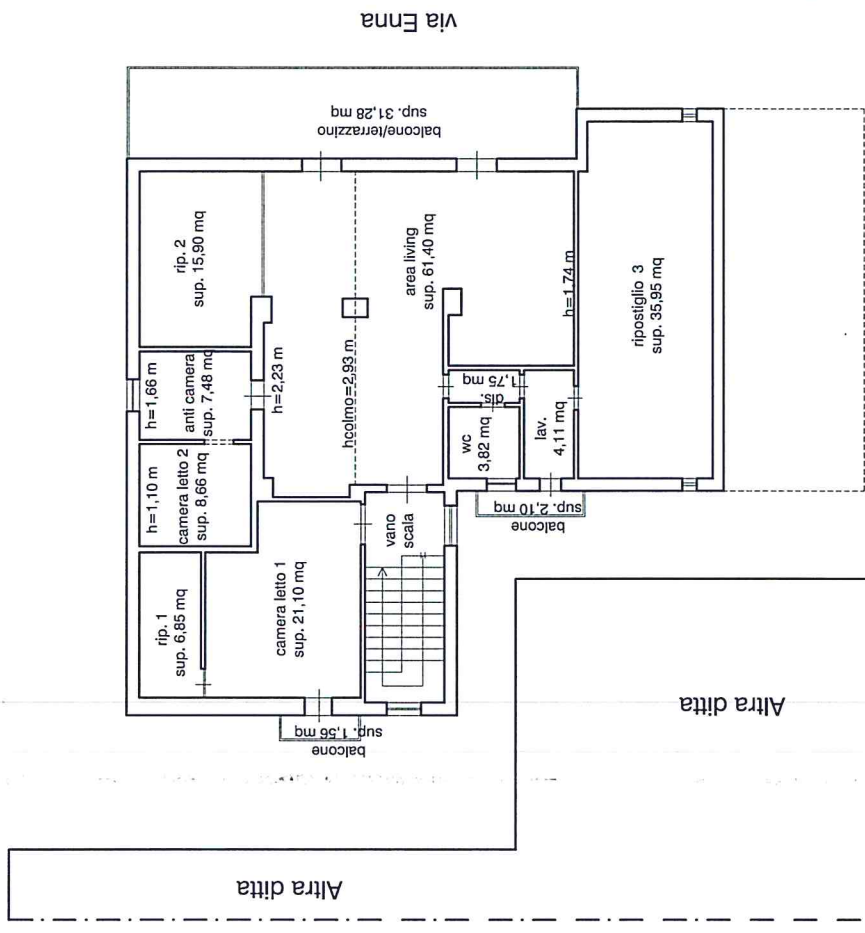 via Enna
balcone/terrazzino
sup. 31,28 mq
rip. 2
sup. 15,90 mq
area living
sup. 61,40 mq
h=1,74 m
ripostiglio 3
sup. 35,95 mq
h=1,66 m
anti camera
sup. 7,48 mq
h=2,23 m
hcolmo=2,93 m
dis.
1,75 mq
wc
3,82 mq
lav.
4,11 mq
h=1,10 m
camera letto 2
sup. 8,66 mq
balcone
sup. 2,10 mq
vano
scala
rip. 1
sup. 6,85 mq
camera letto 1
sup. 21,10 mq
balcone
sup. 1,56 mq
Altra ditta
Altra ditta